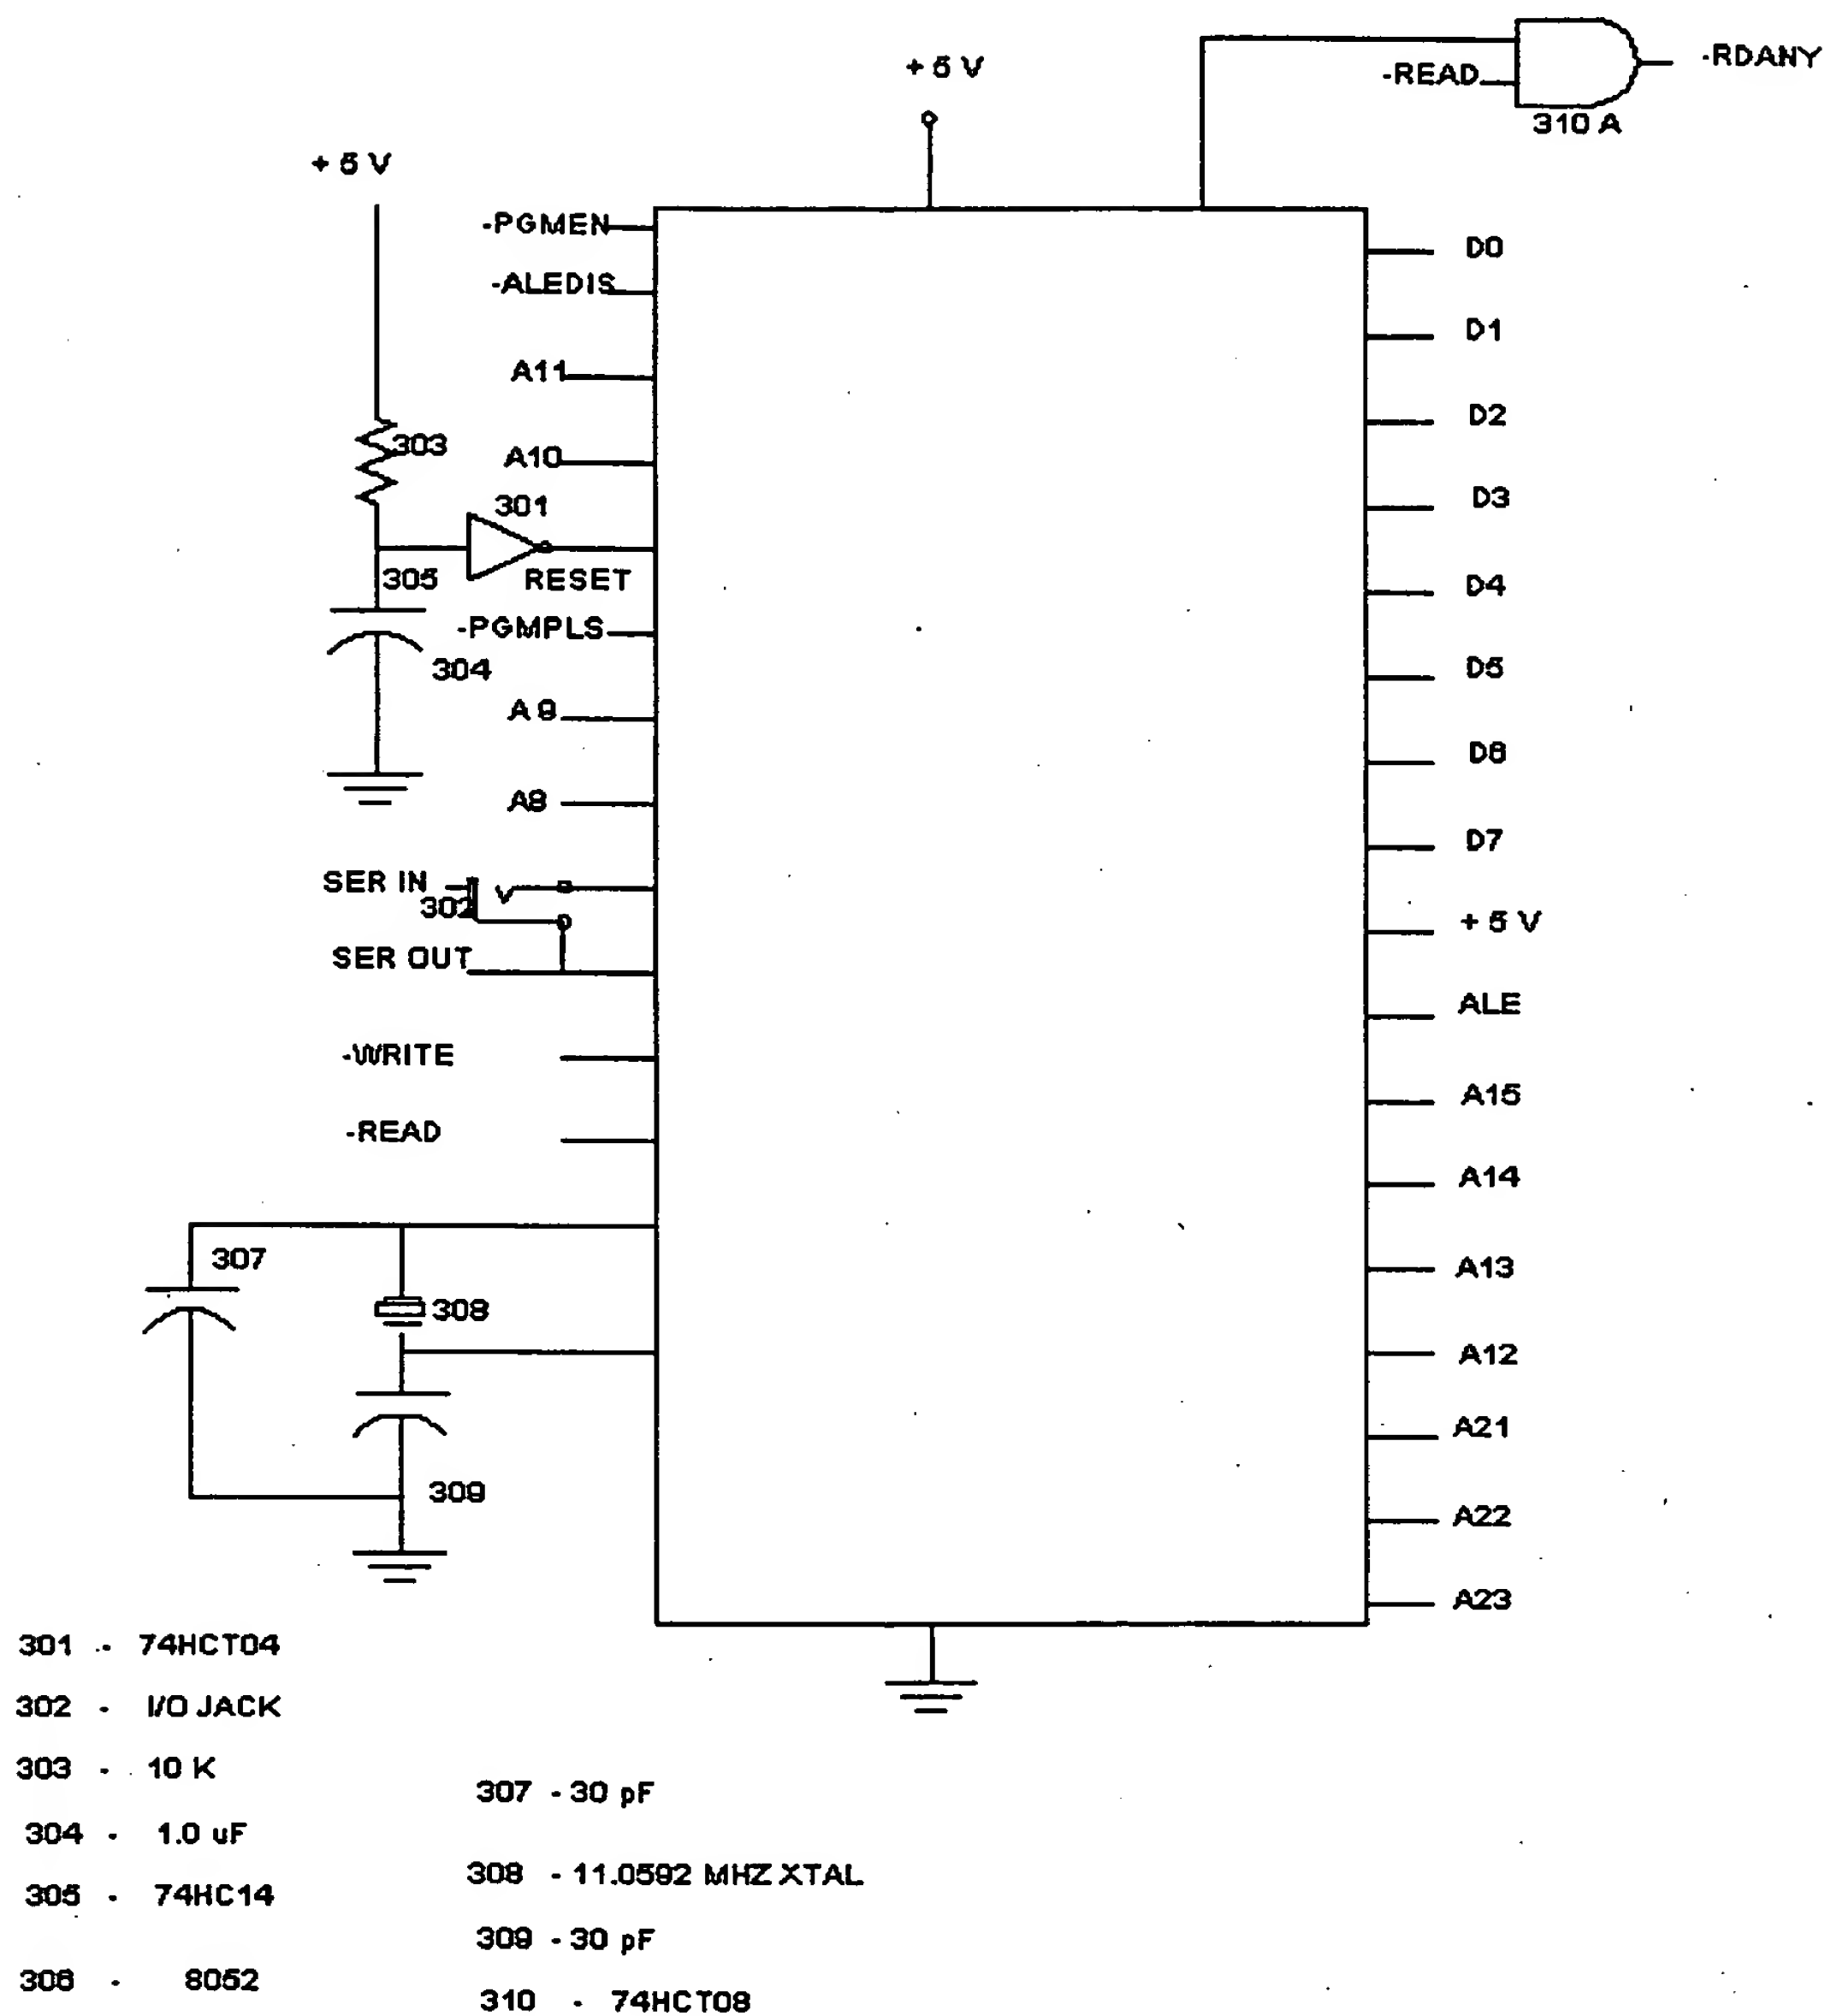 -RDANY
-READ
310 A
+ 5 V
+ 5 V
-PGMEN
-ALEDIS
A11
A10
303
301
305
RESET
-PGMPLS
304
A9
A8
SER IN
302
SER OUT
-WRITE
-READ
307
308
309
D0
D1
D2
D3
D4
D5
D6
D7
+ 5 V
ALE
A15
A14
A13
A12
A21
A22
A23
301 - 74HCT04
302 - I/O JACK
303 - 10 K
304 - 1.0 uF
305 - 74HC14
306 - 8052
307 - 30 pF
308 - 11.0592 MHZ XTAL
309 - 30 pF
310 - 74HCT08